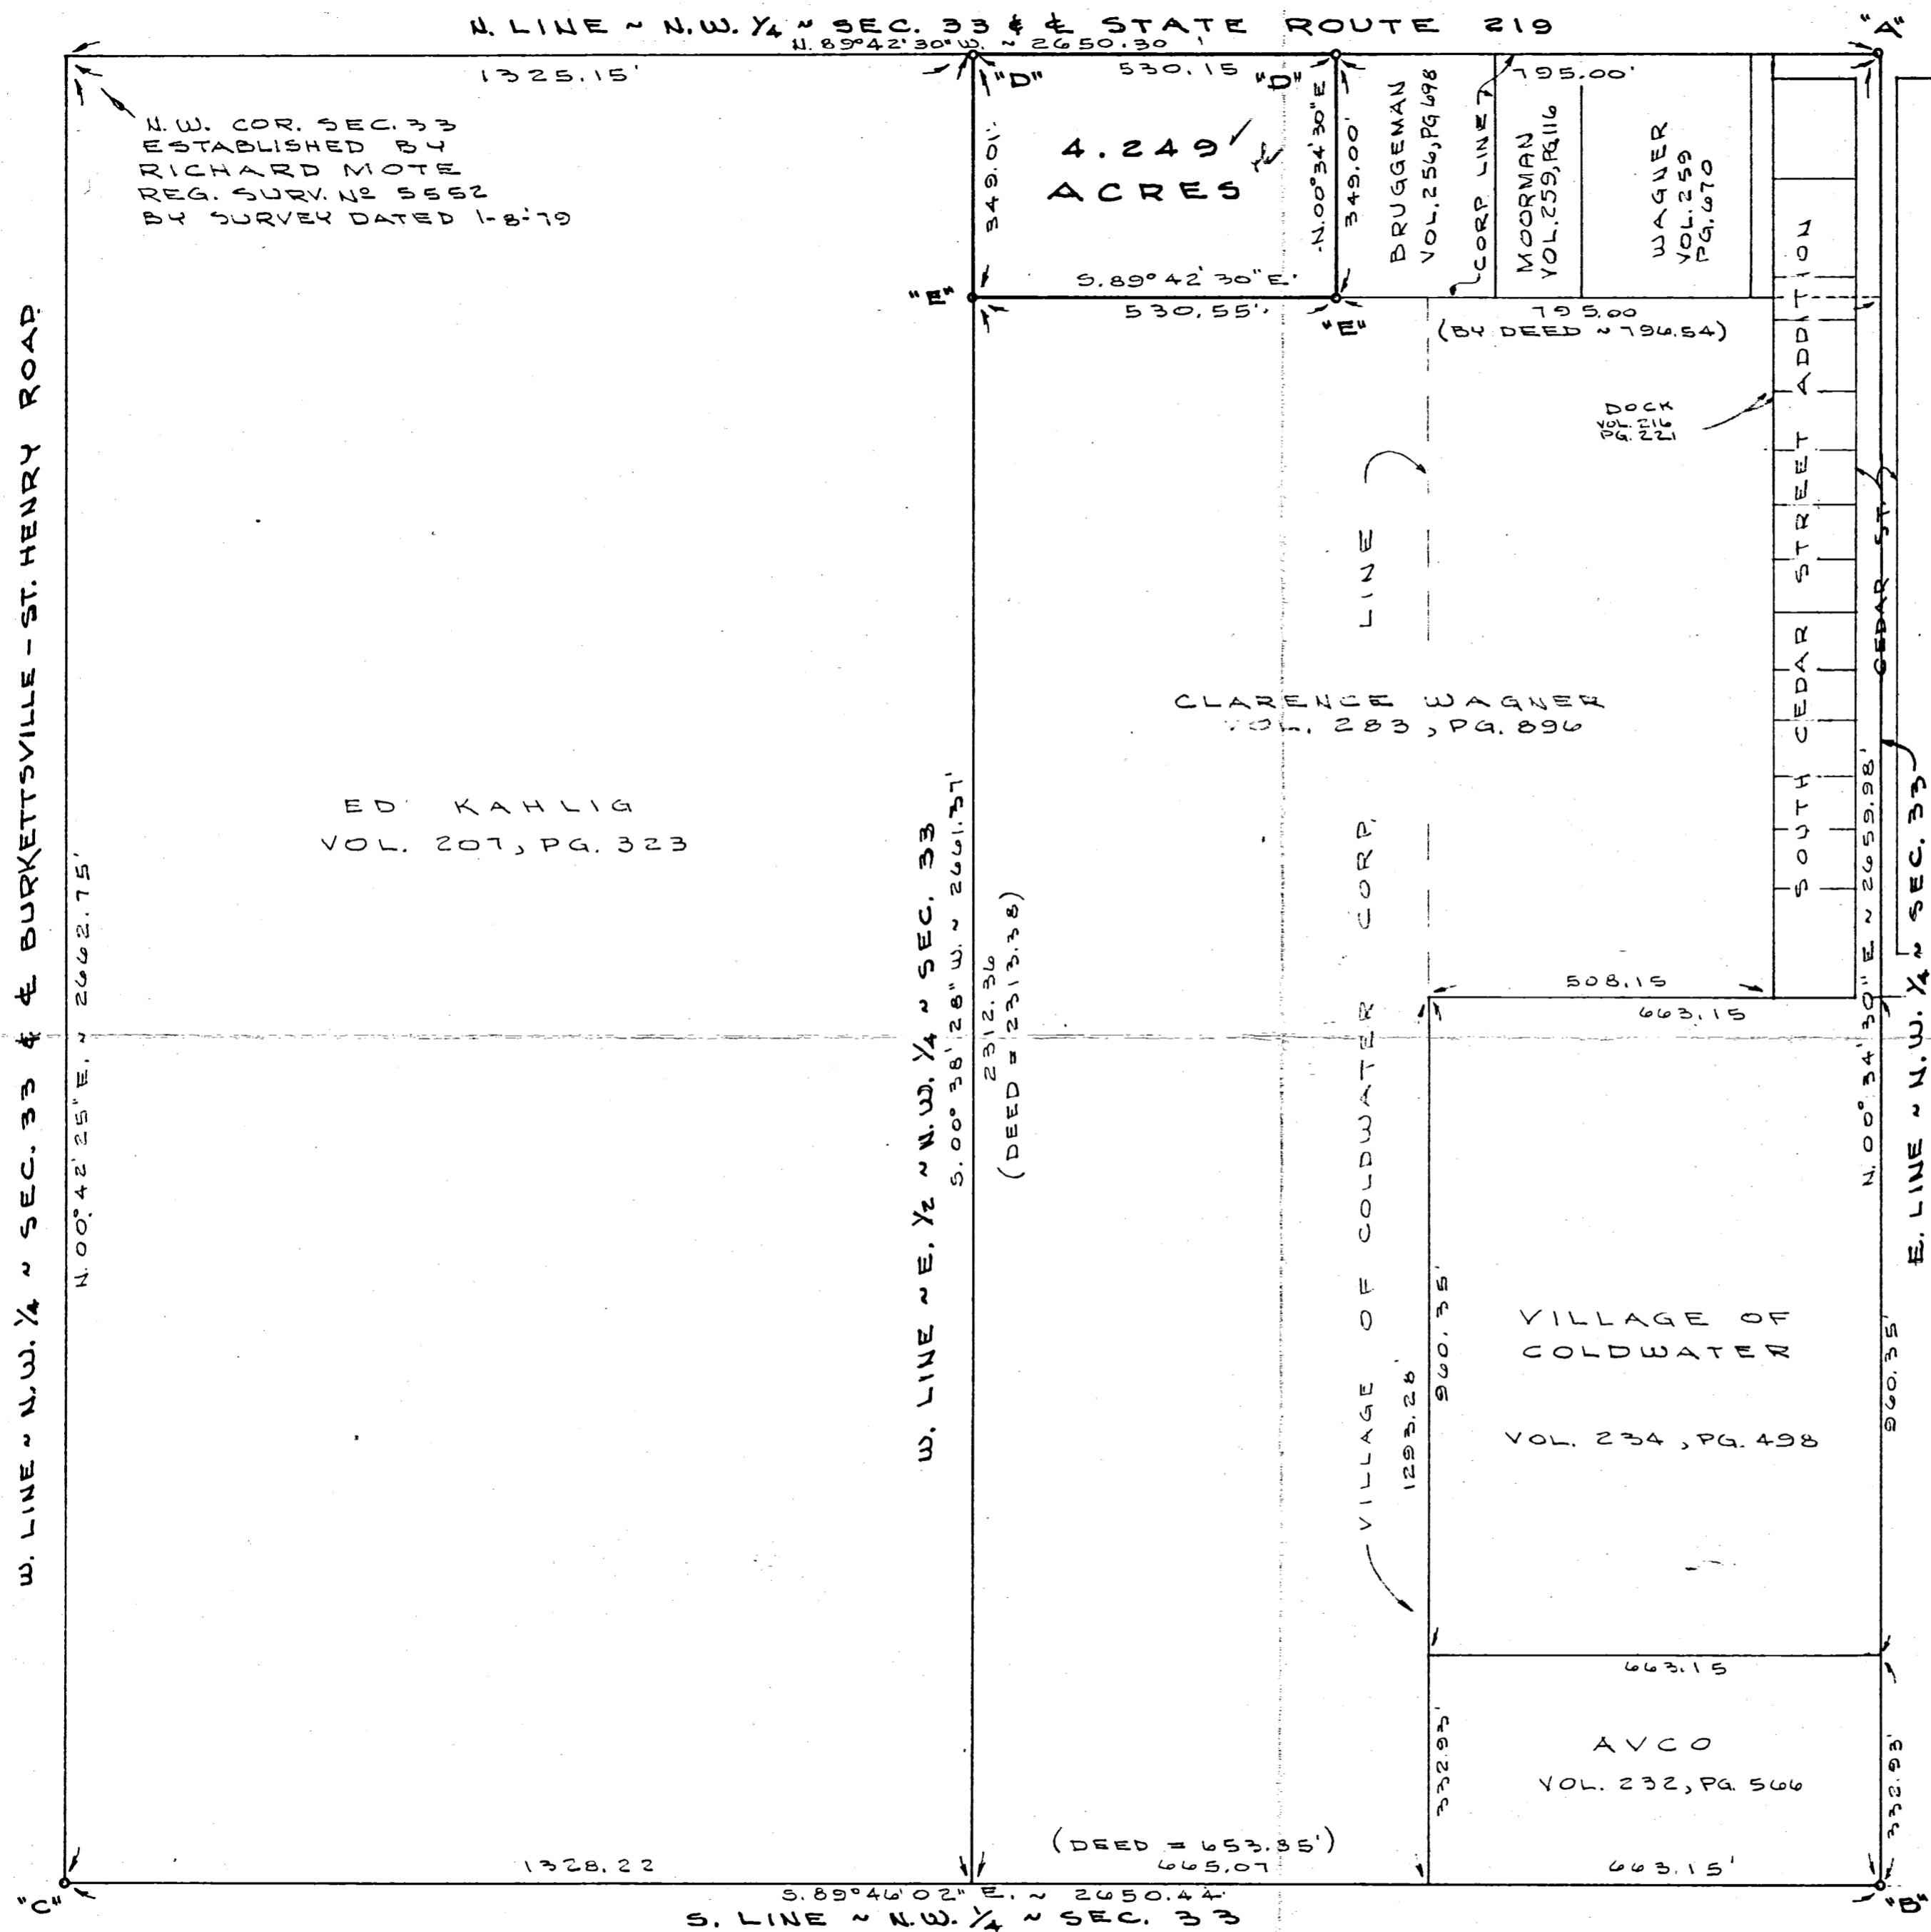 N. LINE ~ N.W. 1/4 ~ SEC. 33 & ℄ STATE ROUTE 219
N. 89°42'30"W. ~ 2650.30'
"A"
1325.15'
"D"
530.15
"D"
795.00'
N.W. COR. SEC. 33
ESTABLISHED BY
RICHARD MOTE
REG. SURV. Nº 5552
BY SURVEY DATED 1-8-79
349.01'
4.249
ACRES
N.00°34'30"E
349.00'
BRUGGEMAN
VOL. 256, PG 698
CORP LINE
MOORMAN
VOL. 259, PG. 116
WAGNER
VOL. 259
PG. 670
S.89°42'30"E.
"E"
530.55'
"E"
795.00
(BY DEED ~ 796.54)
DOCK
VOL. 216
PG. 221
SOUTH CEDAR STREET ADDITION
CEDAR ST.
W. LINE ~ N.W. 1/4 ~ SEC. 33 & ℄ BURKETTSVILLE - ST. HENRY ROAD
N. 00° 42' 25" E. ~ 2662.75'
ED KAHLIG
VOL. 207, PG. 323
CLARENCE WAGNER
VOL. 283, PG. 896
W. LINE ~ E. 1/2 ~ N.W. 1/4 ~ SEC. 33
S. 00° 38' 28" W. ~ 2661.37'
2312.36
(DEED = 2313.38)
VILLAGE OF COLDWATER CORP. LINE
508.15
663.15
N. 00° 34' 30" E ~ 2659.98'
E. LINE ~ N.W. 1/4 ~ SEC. 33
1293.28'
960.35'
VILLAGE OF
COLDWATER
VOL. 234, PG. 498
960.35'
663.15
332.93'
AVCO
VOL. 232, PG. 566
332.93'
(DEED = 653.85')
1328.22
665.07
663.15'
"C"
S. 89°46'02" E. ~ 2650.44
"B"
S. LINE ~ N.W. 1/4 ~ SEC. 33